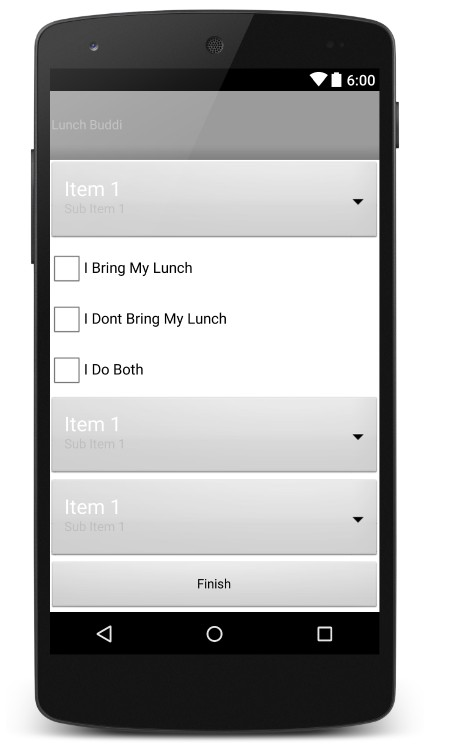 6:00
Lunch Buddi
Item 1
Sub Item 1
I Bring My Lunch
I Dont Bring My Lunch
I Do Both
Item 1
Sub Item 1
Item 1
Sub Item 1
Finish